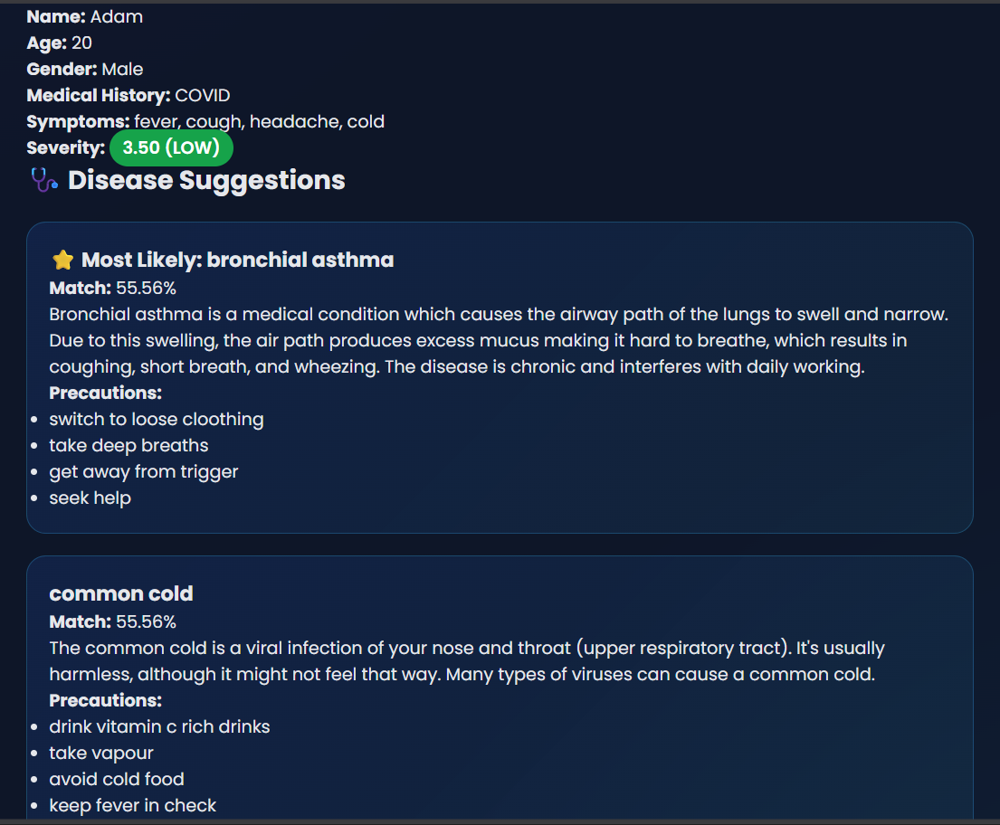 Name: Adam
Age: 20
Gender: Male
Medical History: COVID
Symptoms: fever, cough, headache, cold
Severity: 3.50 (LOW)
Disease Suggestions
Most Likely: bronchial asthma
Match: 55.56%
Bronchial asthma is a medical condition which causes the airway path of the lungs to swell and narrow.
Due to this swelling, the air path produces excess mucus making it hard to breathe, which results in
coughing, short breath, and wheezing. The disease is chronic and interferes with daily working.
Precautions:
• switch to loose cloothing
• take deep breaths
• get away from trigger
• seek help
common cold
Match: 55.56%
The common cold is a viral infection of your nose and throat (upper respiratory tract). It's usually
harmless, although it might not feel that way. Many types of viruses can cause a common cold.
Precautions:
• drink vitamin c rich drinks
• take vapour
• avoid cold food
• keep fever in check